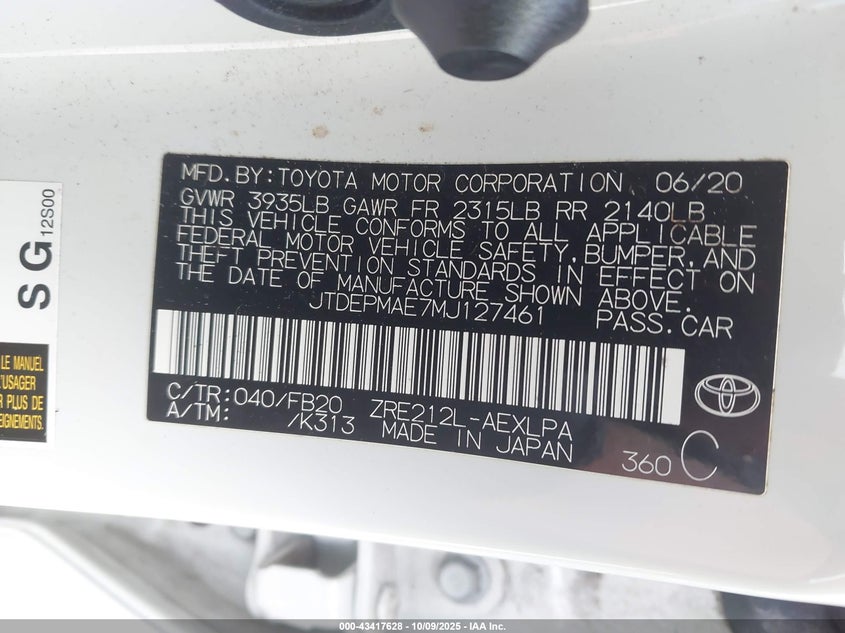 MFD.BY:TOYOTA MOTOR CORPORATION 06/20
GVWR 3935LB GAWR FR 2315LB RR 2140LB
THIS VEHICLE CONFORMS TO ALL APPLICABLE
FEDERAL MOTOR VEHICLE SAFETY,BUMPER,AND
THEFT PREVENTION STANDARDS IN EFFECT ON
THE DATE OF MANUFACTURE SHOWN ABOVE.
JTDEPMAE7MJ127461 PASS.CAR
C/TR:040/FB20 ZRE212L-AEXLPA
A/TM: /K313 MADE IN JAPAN
360 C
SG
12S00
LE MANUEL
L'USAGER
R PLUS DE
EIGNEMENTS.
000-43417628 - 10/09/2025 - IAA Inc.